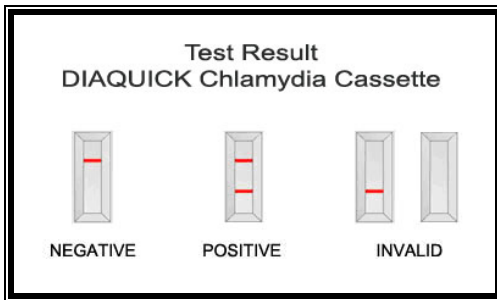 Test Result
DIAQUICK Chlamydia Cassette
NEGATIVE POSITIVE INVALID